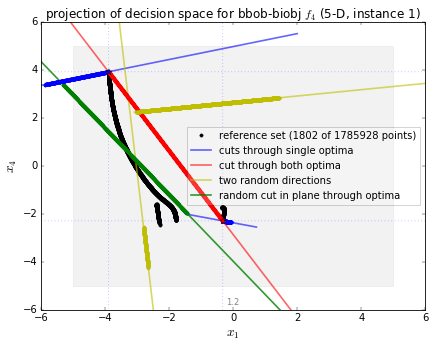 projection of decision space for bbob-biobj f₄ (5-D, instance 1)
6
4
2
0
−2
−4
−6
x₄
reference set (1802 of 1785928 points)
cuts through single optima
cut through both optima
two random directions
random cut in plane through optima
1.2
−6 −4 −2 0 2 4 6
x₁